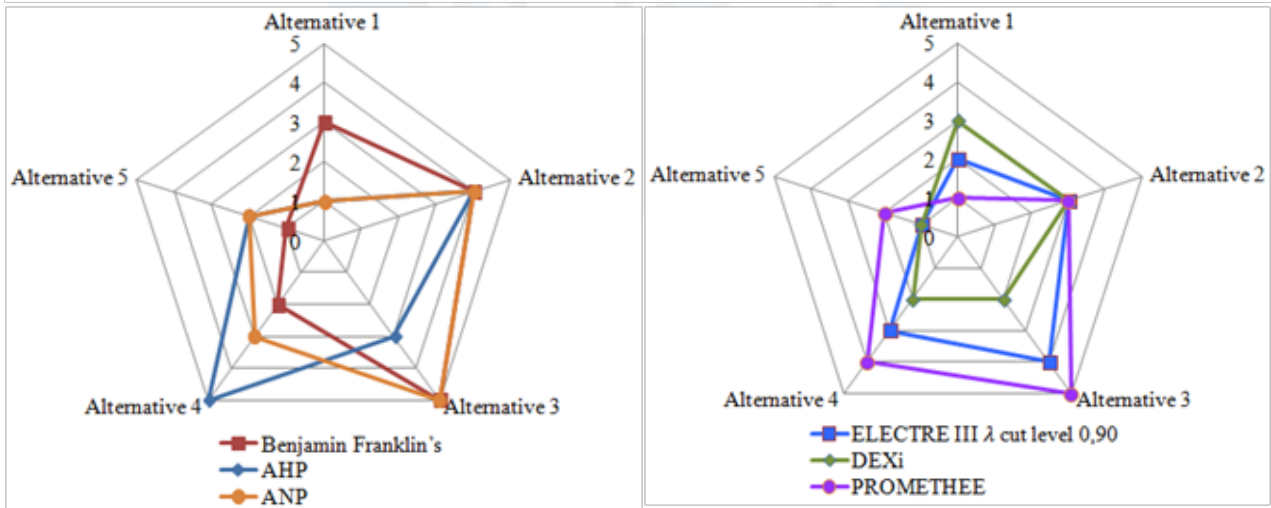 Alternative 1
5
4
3
2
1
0
Alternative 2
Alternative 3
Alternative 4
Alternative 5
Benjamin Franklin's
AHP
ANP
Alternative 1
5
4
3
2
1
0
Alternative 2
Alternative 3
Alternative 4
Alternative 5
ELECTRE III λ cut level 0,90
DEXi
PROMETHEE